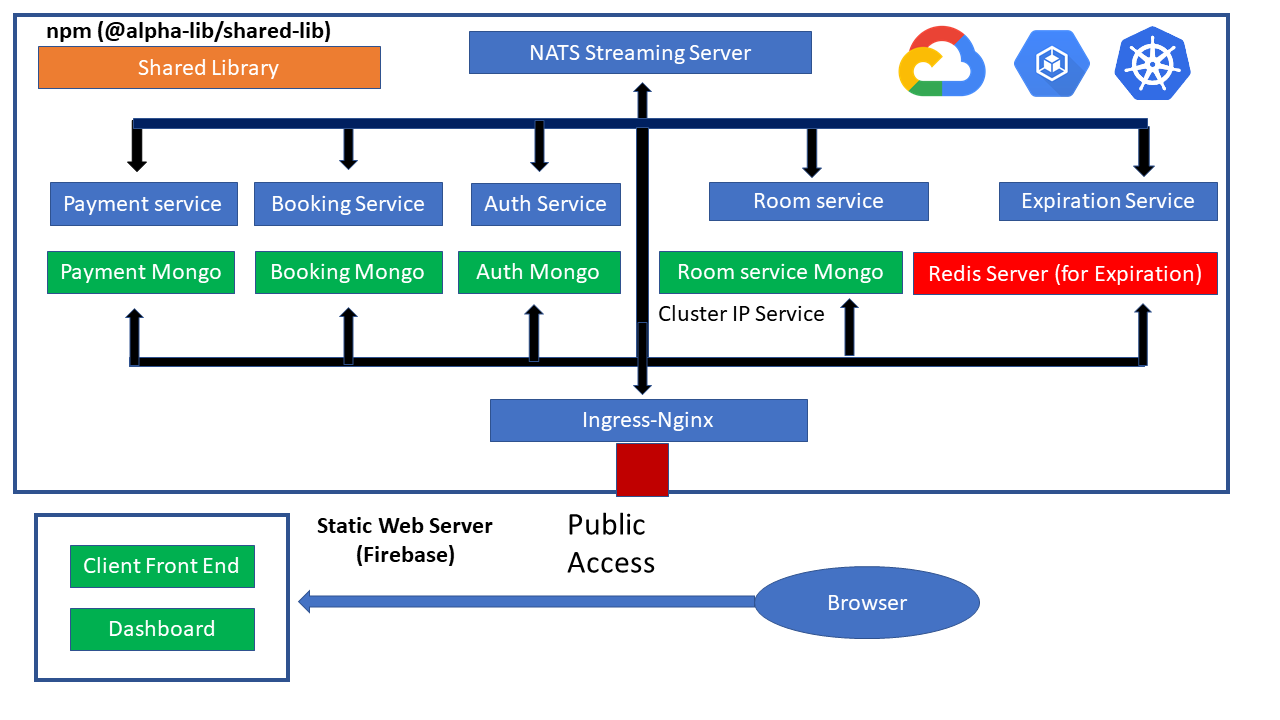 npm (@alpha-lib/shared-lib)
Shared Library
NATS Streaming Server
Payment service
Booking Service
Auth Service
Room service
Expiration Service
Payment Mongo
Booking Mongo
Auth Mongo
Room service Mongo
Redis Server (for Expiration)
Cluster IP Service
Ingress-Nginx
Public
Access
Static Web Server
(Firebase)
Client Front End
Dashboard
Browser